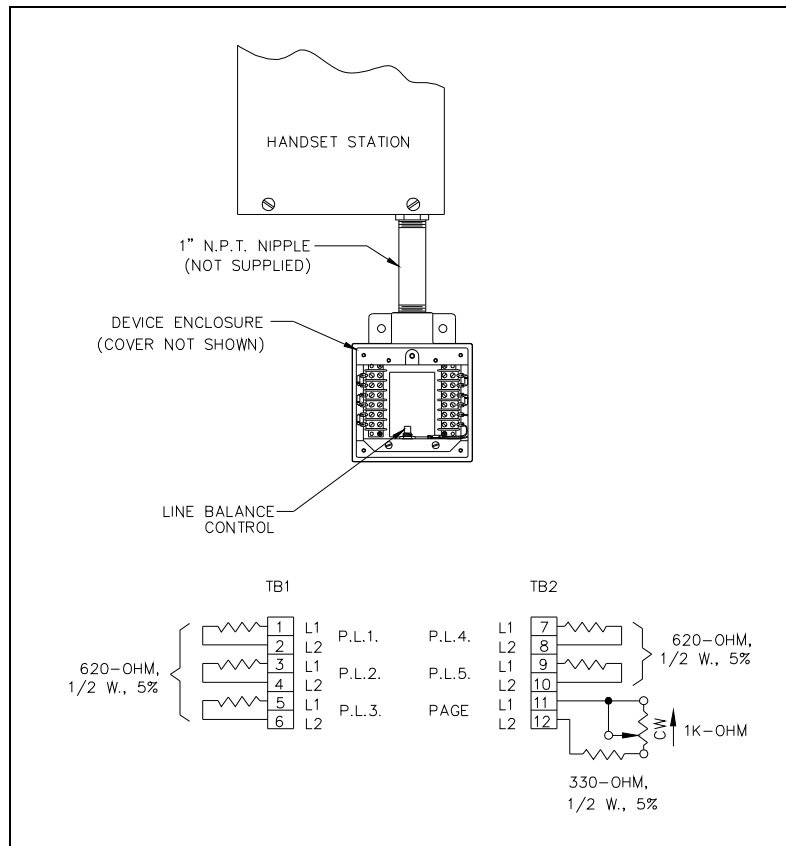 HANDSET STATION
1” N.P.T. NIPPLE
(NOT SUPPLIED)
DEVICE ENCLOSURE
(COVER NOT SHOWN)
LINE BALANCE
CONTROL
TB1
1 L1
2 L2
P.L.1.
3 L1
4 L2
P.L.2.
5 L1
6 L2
P.L.3.
620-OHM,
1/2 W., 5%
TB2
P.L.4.
L1 7
L2 8
P.L.5.
L1 9
L2 10
PAGE
L1 11
L2 12
620-OHM,
1/2 W., 5%
CW
1K-OHM
330-OHM,
1/2 W., 5%